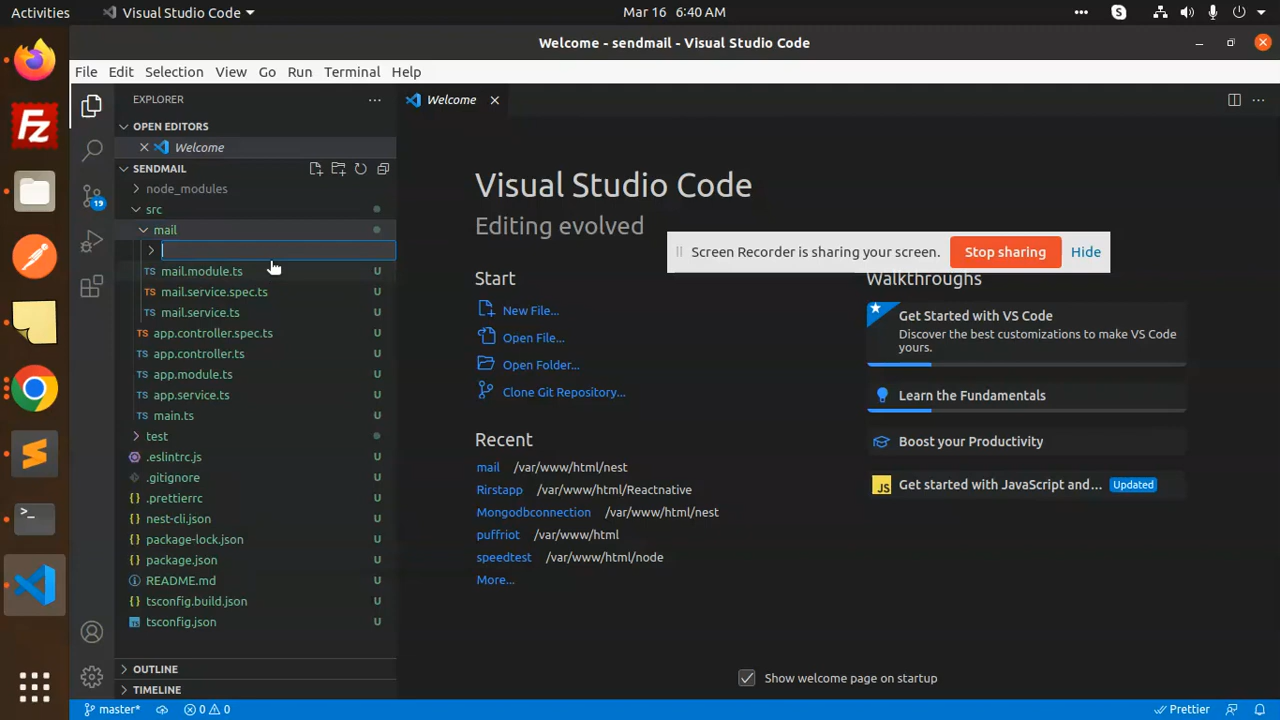 Activities
Visual Studio Code
Mar 16 6:40 AM
Welcome - sendmail - Visual Studio Code
File Edit Selection View Go Run Terminal Help
EXPLORER
Welcome
OPEN EDITORS
Welcome
SENDMAIL
node_modules
src
mail
mail.module.ts U
mail.service.spec.ts U
mail.service.ts U
app.controller.spec.ts U
app.controller.ts U
app.module.ts U
app.service.ts U
main.ts U
test
.eslintrc.js U
.gitignore U
.prettierrc U
nest-cli.json U
package-lock.json U
package.json U
README.md U
tsconfig.build.json U
tsconfig.json U
OUTLINE
TIMELINE
19
Visual Studio Code
Editing evolved
Screen Recorder is sharing your screen. Stop sharing Hide
Start
New File...
Open File...
Open Folder...
Clone Git Repository...
Recent
mail /var/www/html/nest
Rirstapp /var/www/html/Reactnative
Mongodbconnection /var/www/html/nest
puffriot /var/www/html
speedtest /var/www/html/node
More...
Walkthroughs
Get Started with VS Code
Discover the best customizations to make VS Code
yours.
Learn the Fundamentals
Boost your Productivity
Get started with JavaScript and... Updated
Show welcome page on startup
master* 0 0 Prettier